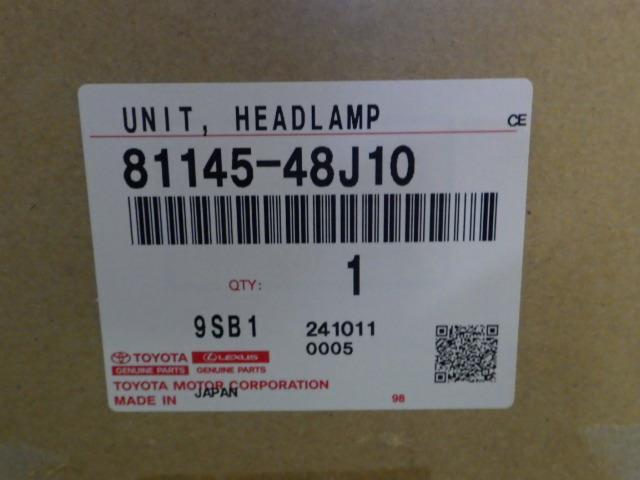 UNIT, HEADLAMP
CE
81145-48J10
QTY: 1
9SB1 241011
0005
TOYOTA LEXUS
GENUINE PARTS GENUINE PARTS
TOYOTA MOTOR CORPORATION
MADE IN JAPAN
98